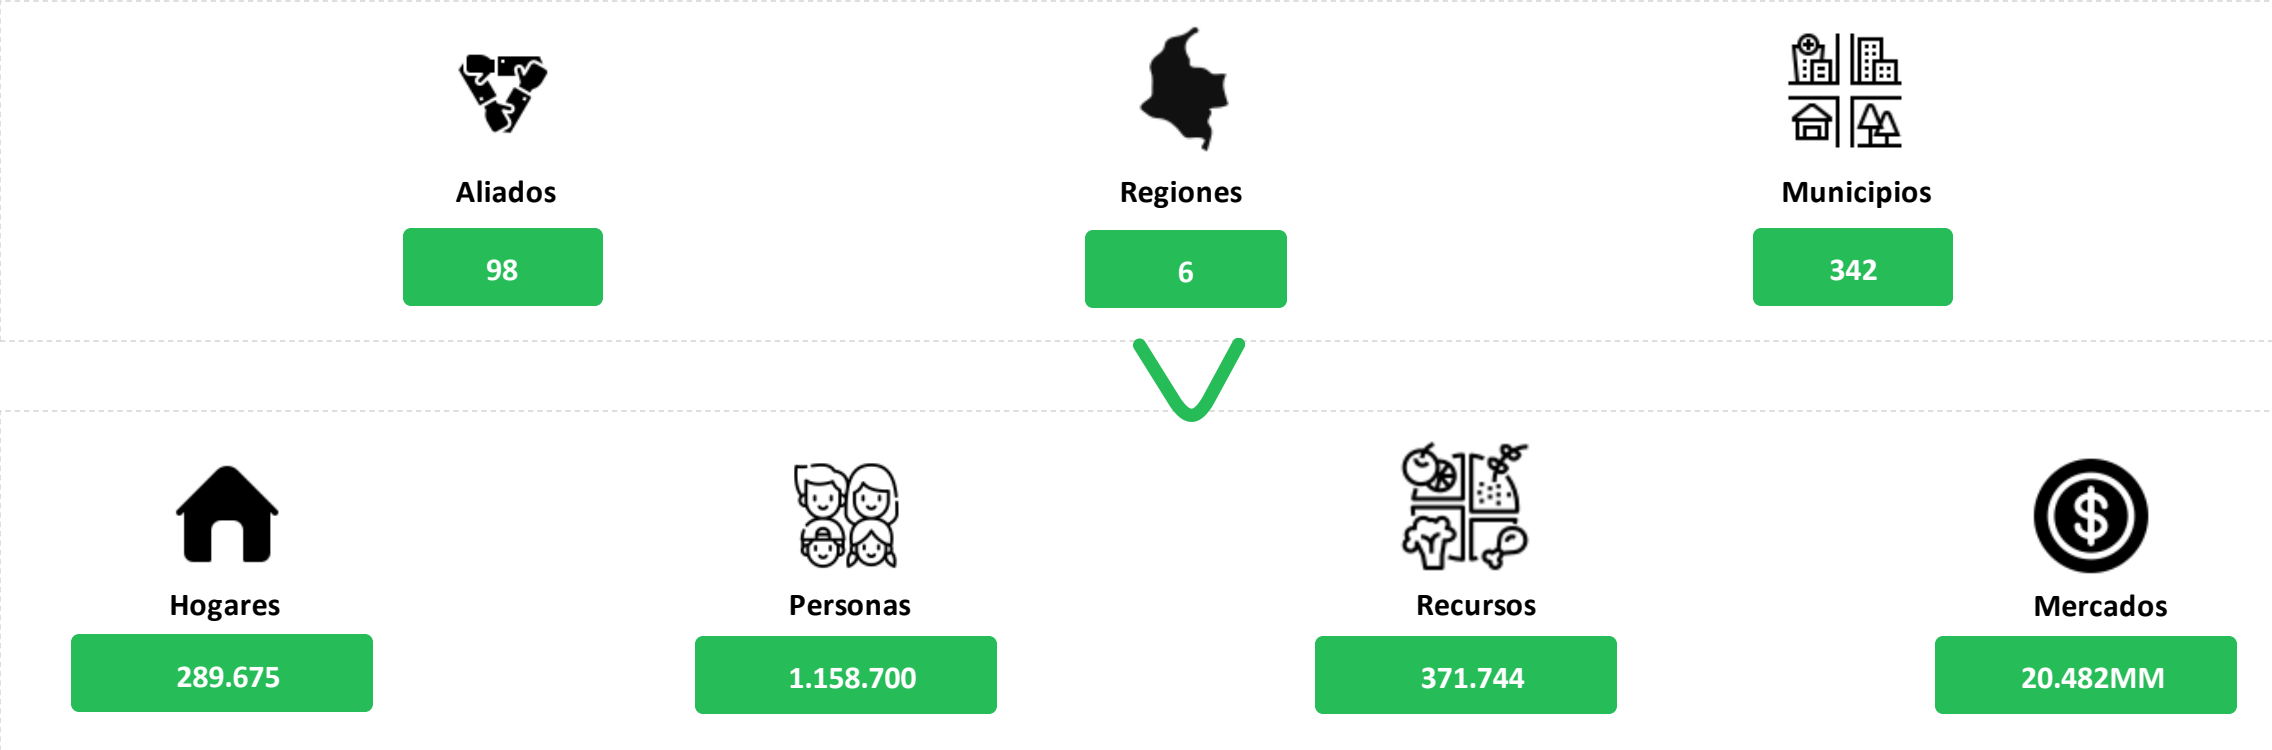 Aliados
Regiones
Municipios
98
6
342
Hogares
Personas
Recursos
Mercados
289.675
1.158.700
371.744
20.482MM